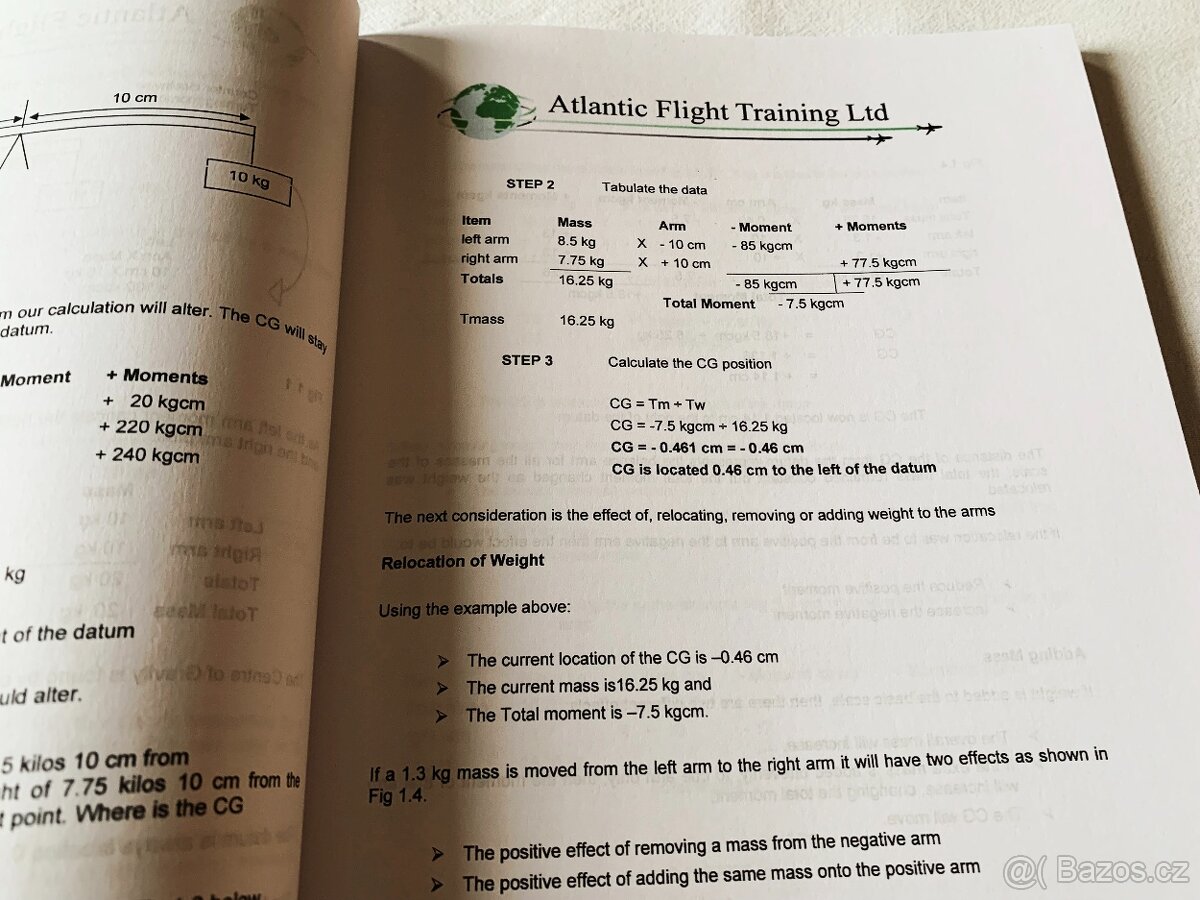 10 cm
10 kg
m our calculation will alter. The CG will stay
datum.
Moment + Moments
+ 20 kgcm
+ 220 kgcm
+ 240 kgcm
kg
t of the datum
uld alter.
5 kilos 10 cm from
ht of 7.75 kilos 10 cm from the
t point. Where is the CG
Atlantic Flight Training Ltd
STEP 2 Tabulate the data
Item Mass Arm - Moment + Moments
left arm 8.5 kg X - 10 cm - 85 kgcm
right arm 7.75 kg X + 10 cm + 77.5 kgcm
Totals 16.25 kg - 85 kgcm + 77.5 kgcm
Total Moment - 7.5 kgcm
Tmass 16.25 kg
STEP 3 Calculate the CG position
CG = Tm ÷ Tw
CG = -7.5 kgcm ÷ 16.25 kg
CG = - 0.461 cm = - 0.46 cm
CG is located 0.46 cm to the left of the datum
The next consideration is the effect of, relocating, removing or adding weight to the arms
Relocation of Weight
Using the example above:
➢ The current location of the CG is –0.46 cm
➢ The current mass is16.25 kg and
➢ The Total moment is –7.5 kgcm.
If a 1.3 kg mass is moved from the left arm to the right arm it will have two effects as shown in
Fig 1.4.
➢ The positive effect of removing a mass from the negative arm
➢ The positive effect of adding the same mass onto the positive arm
@( Bazos.cz